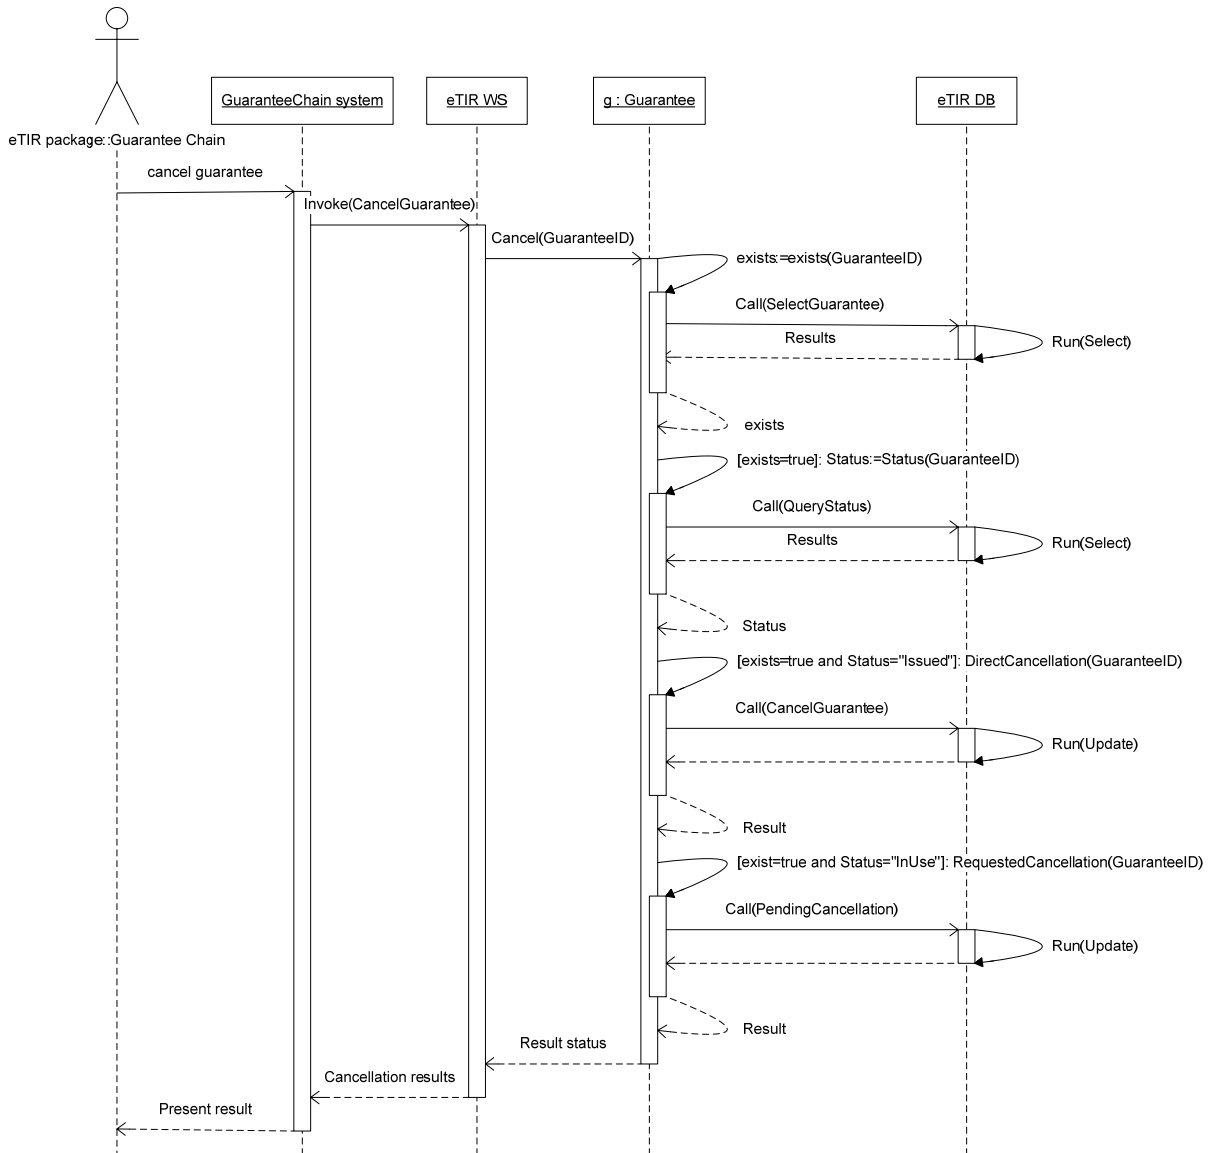 GuaranteeChain system
eTIR WS
g : Guarantee
eTIR DB
eTIR package::Guarantee Chain
cancel guarantee
Invoke(CancelGuarantee)
Cancel(GuaranteeID)
exists:=exists(GuaranteeID)
Call(SelectGuarantee)
Results
Run(Select)
exists
[exists=true]: Status:=Status(GuaranteeID)
Call(QueryStatus)
Results
Run(Select)
Status
[exists=true and Status="Issued"]: DirectCancellation(GuaranteeID)
Call(CancelGuarantee)
Run(Update)
Result
[exist=true and Status="InUse"]: RequestedCancellation(GuaranteeID)
Call(PendingCancellation)
Run(Update)
Result
Result status
Cancellation results
Present result